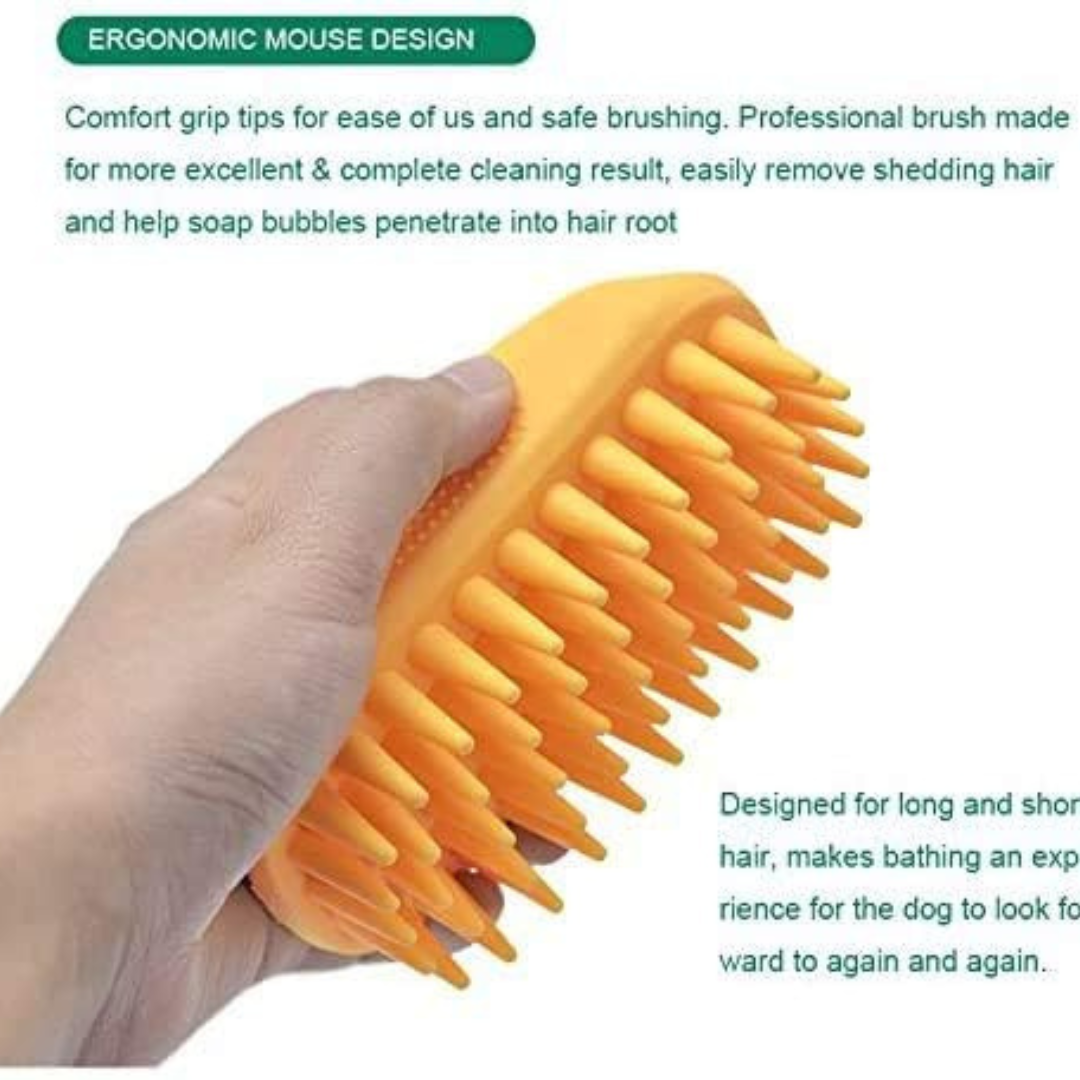 ERGONOMIC MOUSE DESIGN
Comfort grip tips for ease of us and safe brushing. Professional brush made
for more excellent & complete cleaning result, easily remove shedding hair
and help soap bubbles penetrate into hair root
Designed for long and shor
hair, makes bathing an exp
rience for the dog to look fo
ward to again and again.